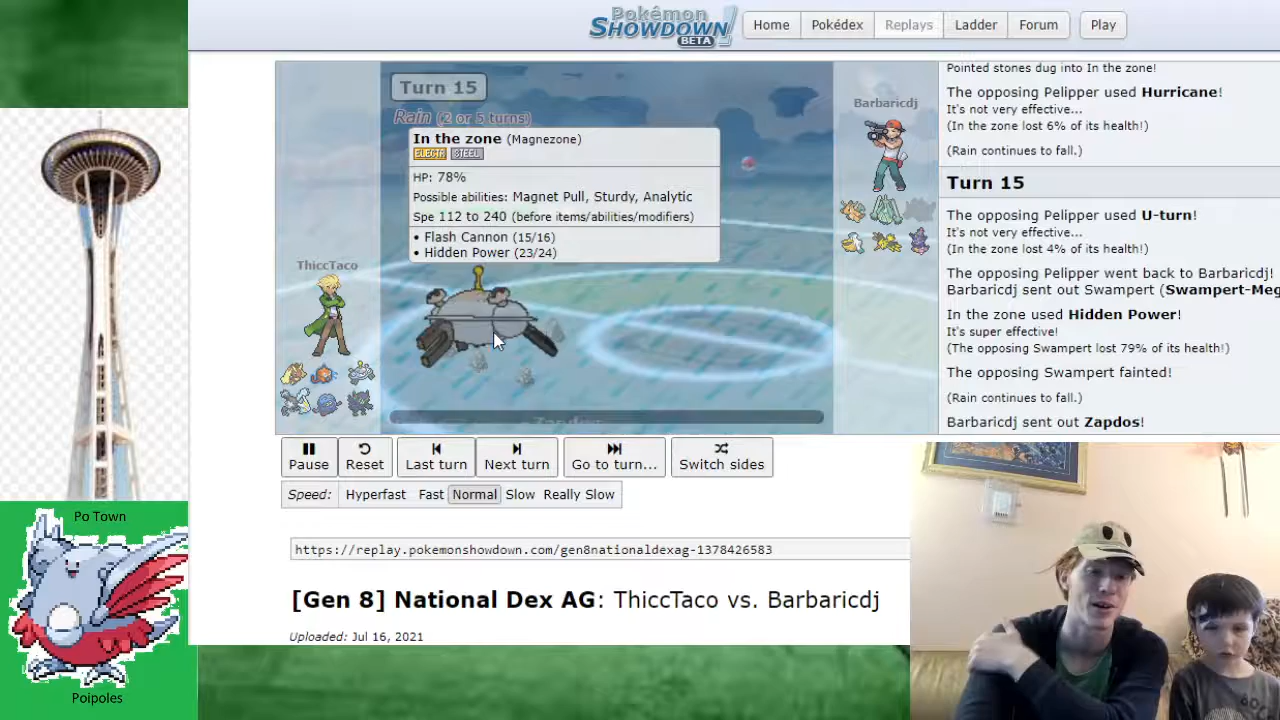 Pokémon
SHOWDOWN
BETA
Home
Pokédex
Replays
Ladder
Forum
Play
Turn 15
Rain (2 or 5 turns)
In the zone (Magnezone)
ELECTR STEEL
HP: 78%
Possible abilities: Magnet Pull, Sturdy, Analytic
Spe 112 to 240 (before items/abilities/modifiers)
• Flash Cannon (15/16)
• Hidden Power (23/24)
ThiccTaco
Barbaricdj
Pointed stones dug into In the zone!
The opposing Pelipper used Hurricane!
It's not very effective...
(In the zone lost 6% of its health!)
(Rain continues to fall.)
Turn 15
The opposing Pelipper used U-turn!
It's not very effective...
(In the zone lost 4% of its health!)
The opposing Pelipper went back to Barbaricdj!
Barbaricdj sent out Swampert (Swampert-Meg
In the zone used Hidden Power!
It's super effective!
(The opposing Swampert lost 79% of its health!)
The opposing Swampert fainted!
(Rain continues to fall.)
Barbaricdj sent out Zapdos!
Pause
Reset
Last turn
Next turn
Go to turn...
Switch sides
Speed: Hyperfast Fast Normal Slow Really Slow
https://replay.pokemonshowdown.com/gen8nationaldexag-1378426583
[Gen 8] National Dex AG: ThiccTaco vs. Barbaricdj
Uploaded: Jul 16, 2021
Po Town
Poipoles